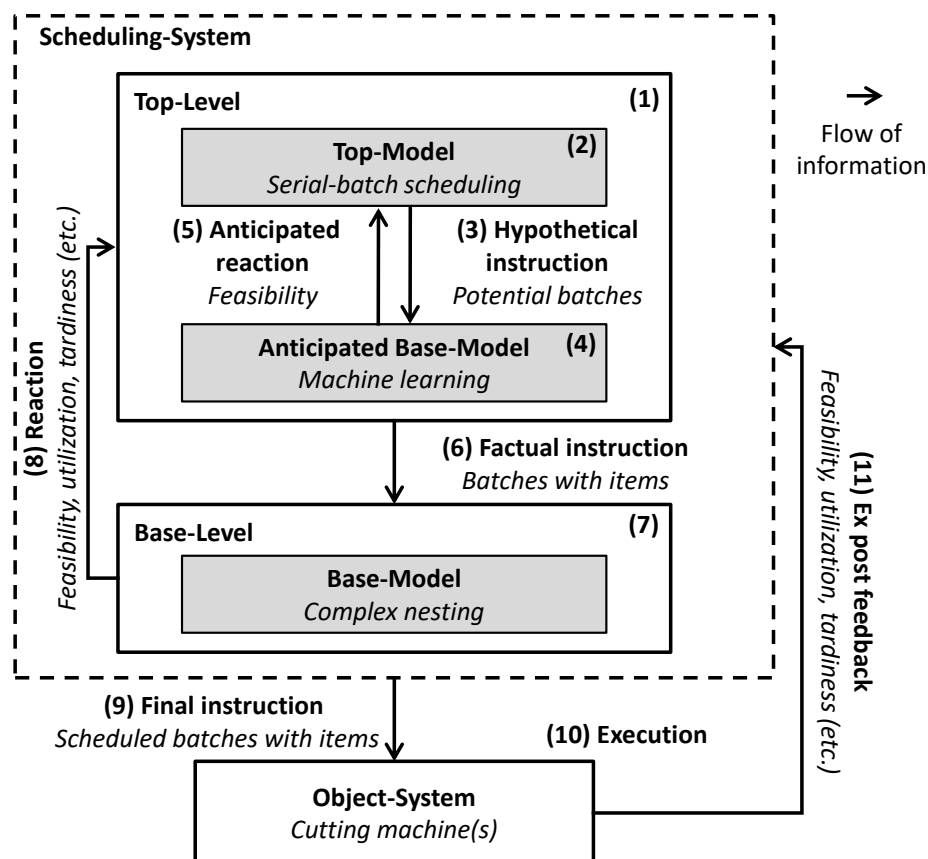 Scheduling-System
Top-Level
(1)
Top-Model
(2)
Serial-batch scheduling
(5) Anticipated
reaction
Feasibility
(3) Hypothetical
instruction
Potential batches
Anticipated Base-Model
(4)
Machine learning
(6) Factual instruction
Batches with items
Base-Level
(7)
Base-Model
Complex nesting
(8) Reaction
Feasibility, utilization, tardiness (etc.)
(9) Final instruction
Scheduled batches with items
(10) Execution
Object-System
Cutting machine(s)
(11) Ex post feedback
Feasibility, utilization, tardiness (etc.)
Flow of
information